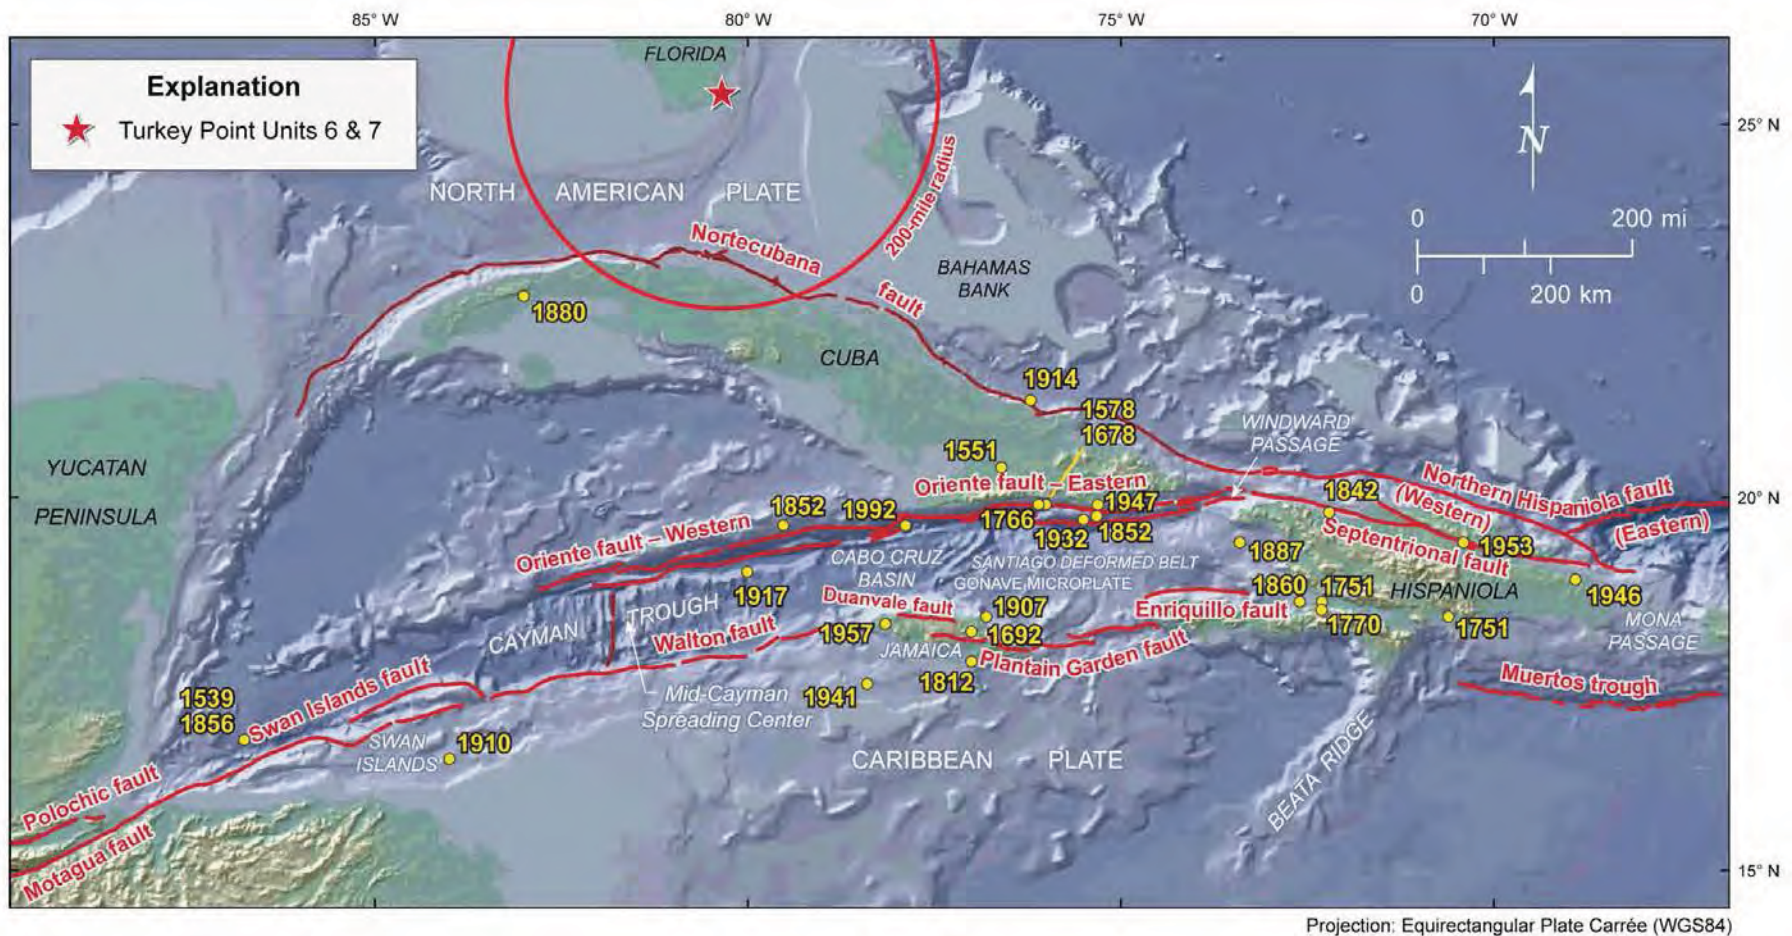 85° W
80° W
75° W
70° W
FLORIDA
Explanation
Turkey Point Units 6 & 7
25° N
N
NORTH AMERICAN PLATE
200-mile radius
0 200 mi
0 200 km
Nortecubana
fault
BAHAMAS
BANK
1880
CUBA
1914
1578
1678
WINDWARD
PASSAGE
YUCATAN
PENINSULA
1551
Oriente fault – Eastern
1842
Northern Hispaniola fault
(Western)
(Eastern)
20° N
1852
1992
1766
1947
1932
1852
Oriente fault – Western
Septentrional fault
1953
1887
CABO CRUZ
BASIN
SANTIAGO DEFORMED BELT
GONAVE MICROPLATE
1917
1860
1751
HISPANIOLA
1946
Duanvale fault
1907
Enriquillo fault
1770
1751
MONA
PASSAGE
CAYMAN TROUGH
Walton fault
1957
1692
JAMAICA
Plantain Garden fault
1812
Muertos trough
Swan Islands fault
1941
Mid-Cayman
Spreading Center
1539
1856
SWAN
ISLANDS
1910
CARIBBEAN PLATE
BEATA RIDGE
Polochic fault
Motagua fault
15° N
Projection: Equirectangular Plate Carrée (WGS84)